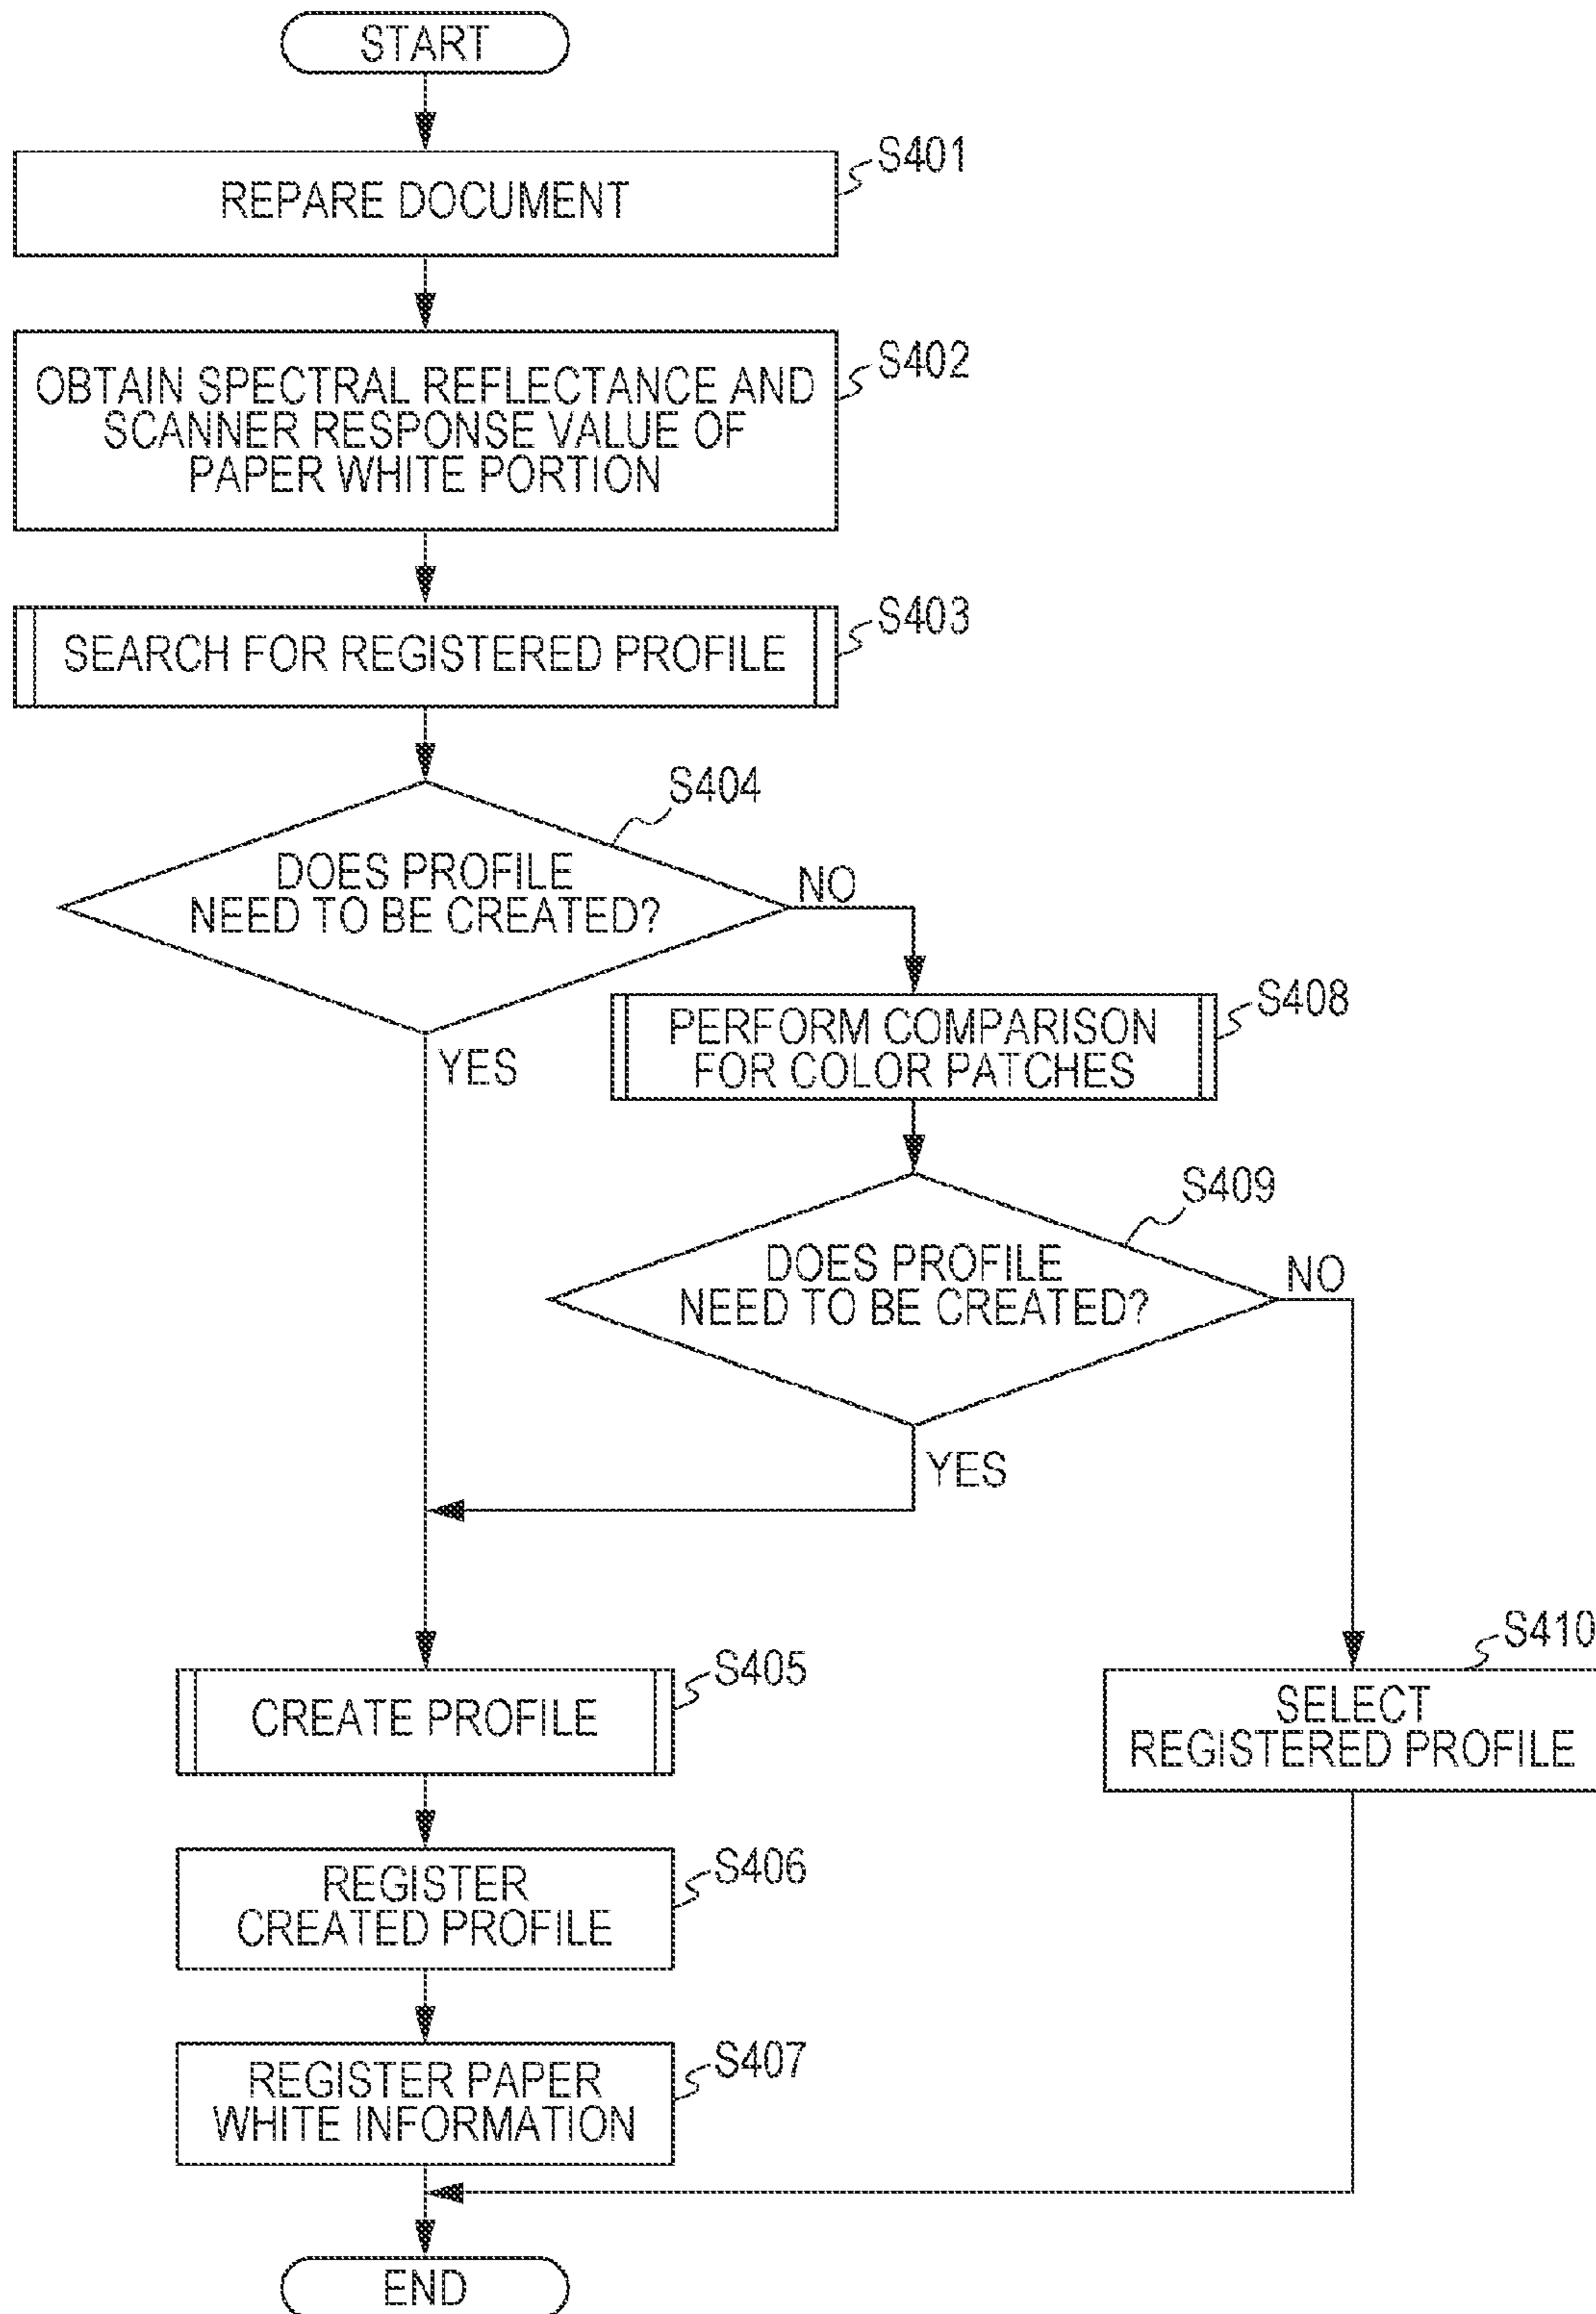 START
S401
REPARE DOCUMENT
S402
OBTAIN SPECTRAL REFLECTANCE AND
SCANNER RESPONSE VALUE OF
PAPER WHITE PORTION
S403
SEARCH FOR REGISTERED PROFILE
S404
DOES PROFILE
NEED TO BE CREATED?
NO
YES
S408
PERFORM COMPARISON
FOR COLOR PATCHES
S409
DOES PROFILE
NEED TO BE CREATED?
NO
YES
S405
CREATE PROFILE
S410
SELECT
REGISTERED PROFILE
S406
REGISTER
CREATED PROFILE
S407
REGISTER PAPER
WHITE INFORMATION
END